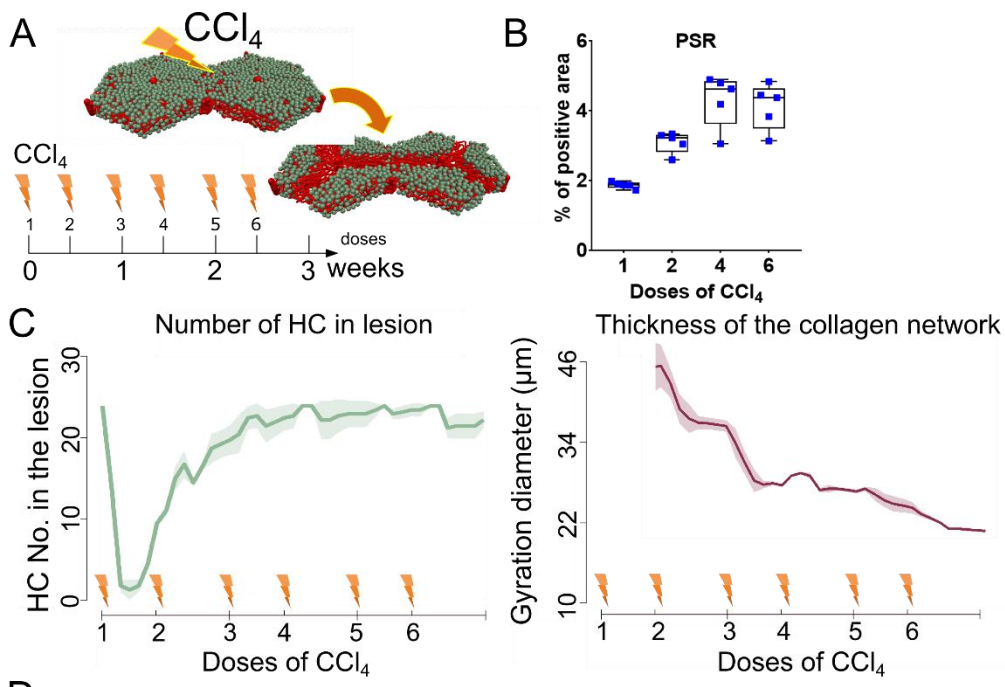 A
CCl4
CCl4
1 2 3 4 5 6
doses
0 1 2 3 weeks
B
PSR
% of positive area
6
4
2
0
1 2 4 6
Doses of CCl4
C
Number of HC in lesion
HC No. in the lesion
30
20
10
0
1 2 3 4 5 6
Doses of CCl4
Thickness of the collagen network
Gyration diameter (µm)
46
34
22
10
1 2 3 4 5 6
Doses of CCl4